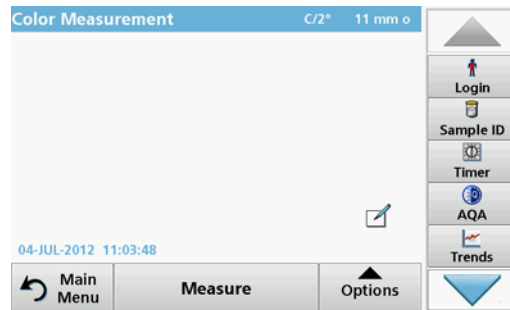 Color Measurement C/2° 11 mm o
Login
Sample ID
Timer
AQA
Trends
04-JUL-2012 11:03:48
Main
Menu
Measure
Options